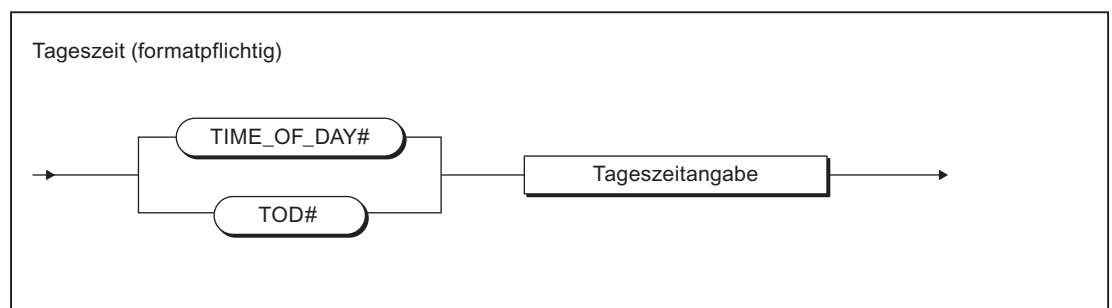 Tageszeit (formatpflichtig)
TIME_OF_DAY#
Tageszeitangabe
TOD#